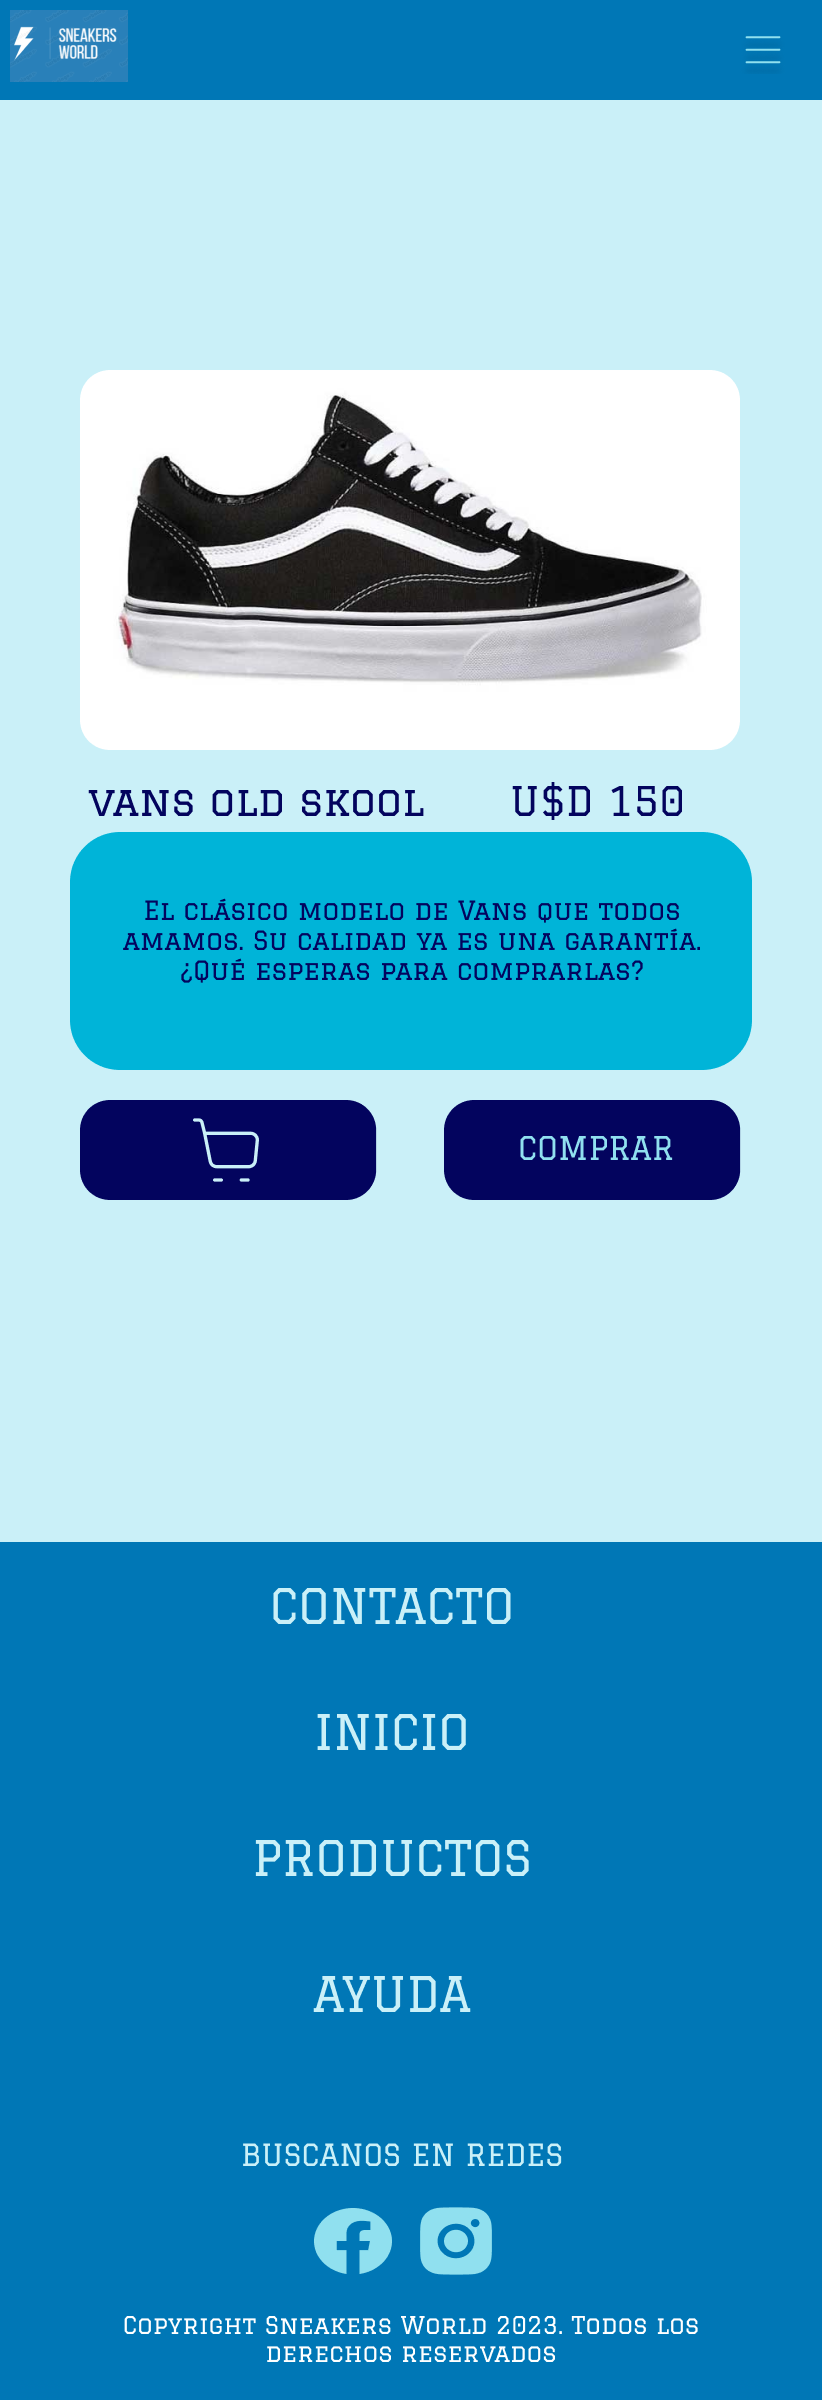 SNEAKERS
WORLD
VANS OLD SKOOL U$D 150
El clásico modelo de Vans que todos
amamos. Su calidad ya es una garantía.
¿Qué esperas para comprarlas?
COMPRAR
CONTACTO
INICIO
PRODUCTOS
AYUDA
BUSCANOS EN REDES
Copyright Sneakers World 2023. Todos los
derechos reservados